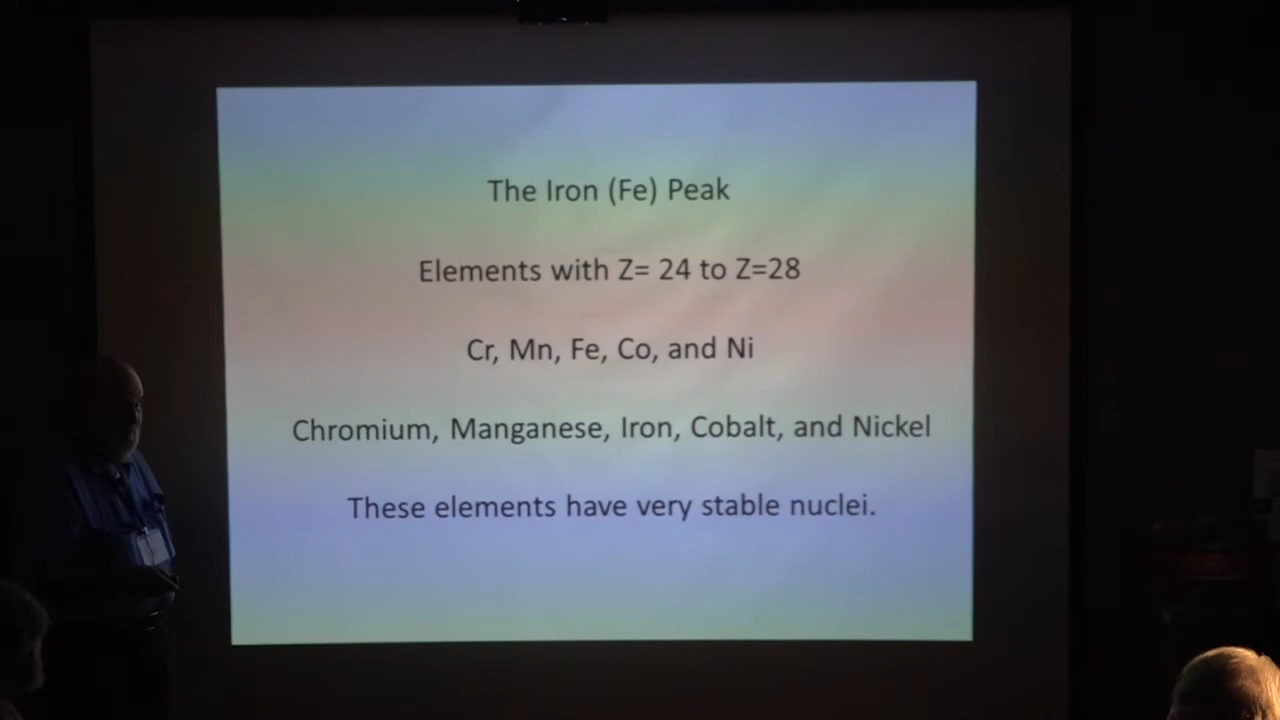 The Iron (Fe) Peak
Elements with Z= 24 to Z=28
Cr, Mn, Fe, Co, and Ni
Chromium, Manganese, Iron, Cobalt, and Nickel
These elements have very stable nuclei.